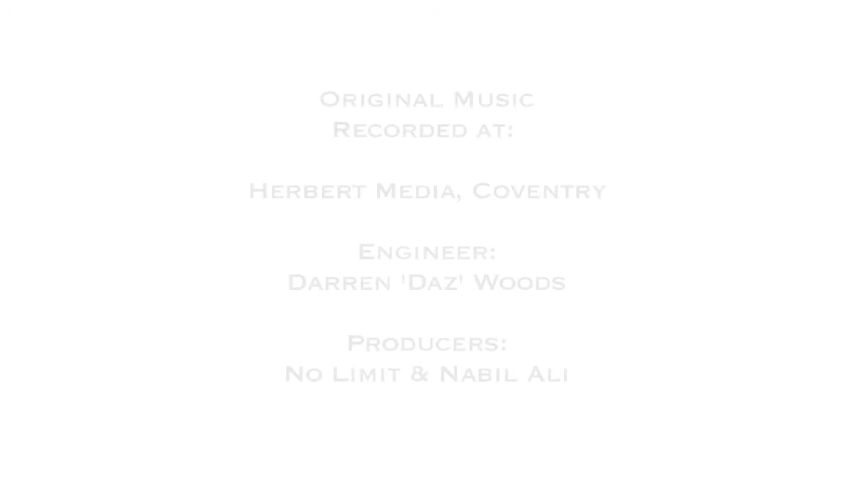 Original Music
Recorded at:
Herbert Media, Coventry
Engineer:
Darren 'Daz' Woods
Producers:
No Limit & Nabil Ali